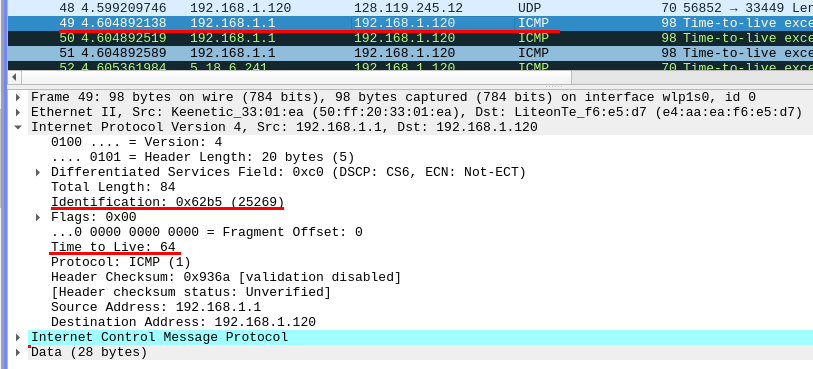 48 4.599209746 192.168.1.120 128.119.245.12 UDP 70 56852 → 33449 Len
49 4.604892138 192.168.1.1 192.168.1.120 ICMP 98 Time-to-live exce
50 4.604892519 192.168.1.1 192.168.1.120 ICMP 98 Time-to-live exce
51 4.604892589 192.168.1.1 192.168.1.120 ICMP 98 Time-to-live exce
52 4.605361984 5.18.6.241 192.168.1.120 ICMP 70 Time-to-live exce
Frame 49: 98 bytes on wire (784 bits), 98 bytes captured (784 bits) on interface wlp1s0, id 0
Ethernet II, Src: Keenetic_33:01:ea (50:ff:20:33:01:ea), Dst: LiteonTe_f6:e5:d7 (e4:aa:ea:f6:e5:d7)
Internet Protocol Version 4, Src: 192.168.1.1, Dst: 192.168.1.120
0100 .... = Version: 4
.... 0101 = Header Length: 20 bytes (5)
Differentiated Services Field: 0xc0 (DSCP: CS6, ECN: Not-ECT)
Total Length: 84
Identification: 0x62b5 (25269)
Flags: 0x00
...0 0000 0000 0000 = Fragment Offset: 0
Time to Live: 64
Protocol: ICMP (1)
Header Checksum: 0x936a [validation disabled]
[Header checksum status: Unverified]
Source Address: 192.168.1.1
Destination Address: 192.168.1.120
Internet Control Message Protocol
Data (28 bytes)